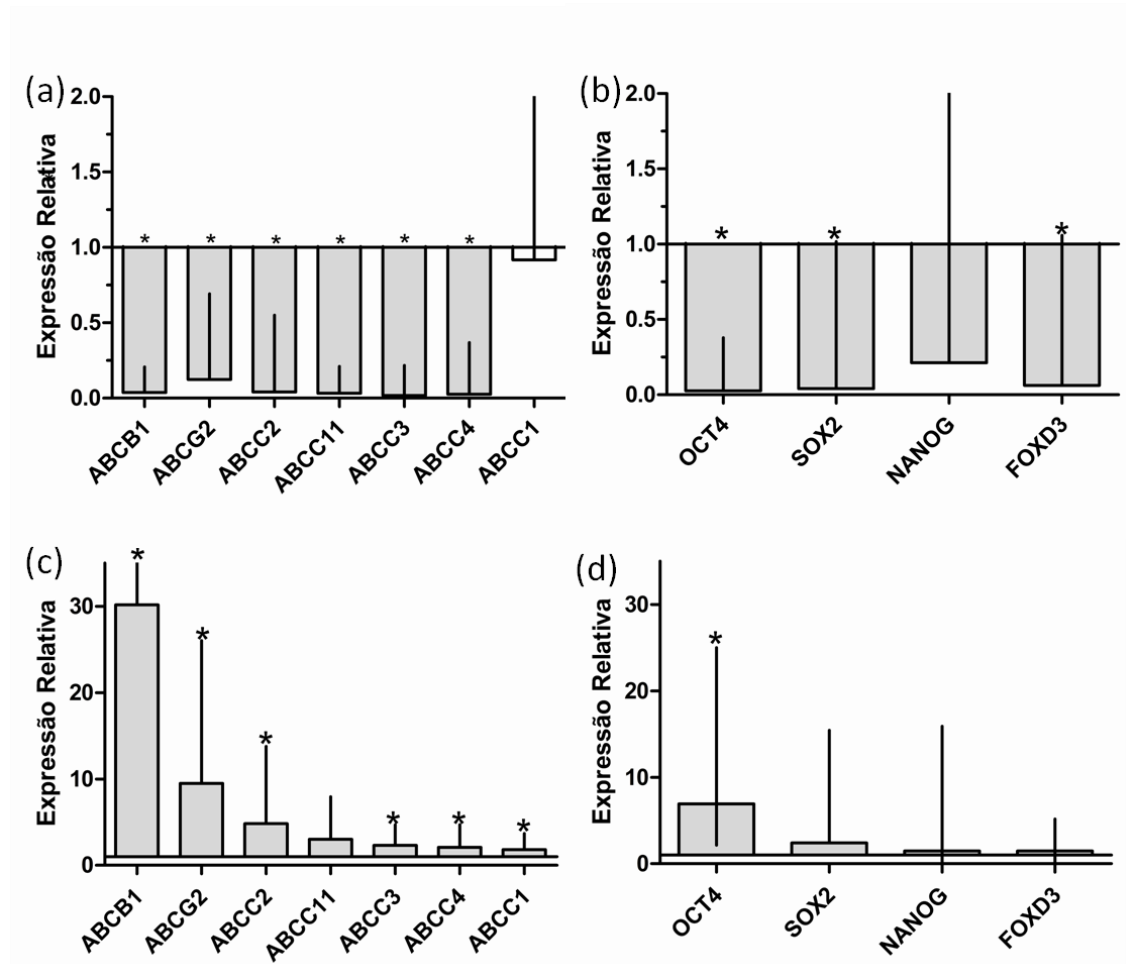 (a)
Expressão Relativa
2.0
1.5
1.0
0.5
0.0
* * * * * *
ABCB1
ABCG2
ABCC2
ABCC11
ABCC3
ABCC4
ABCC1
(b)
Expressão Relativa
2.0
1.5
1.0
0.5
0.0
* * *
OCT4
SOX2
NANOG
FOXD3
(c)
Expressão Relativa
30
20
10
0
* * * * * *
ABCB1
ABCG2
ABCC2
ABCC11
ABCC3
ABCC4
ABCC1
(d)
Expressão Relativa
30
20
10
0
*
OCT4
SOX2
NANOG
FOXD3